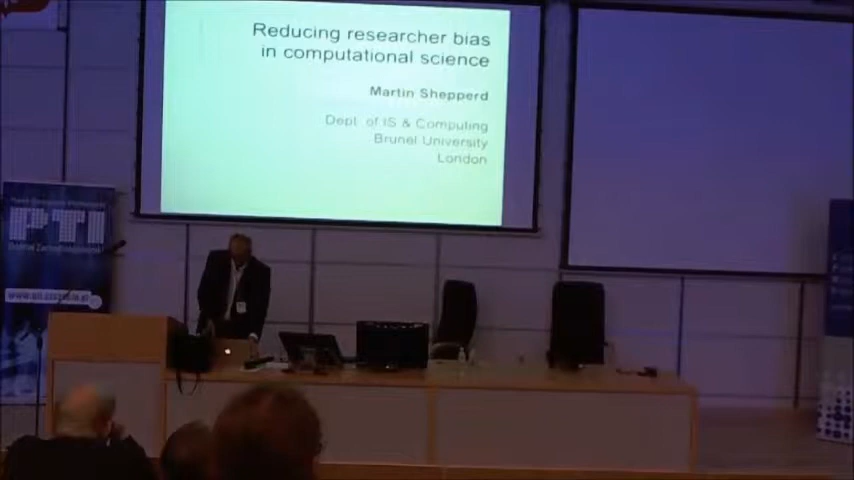 Reducing researcher bias
in computational science
Martin Shepperd
Dept. of IS & Computing
Brunel University
London
PTI